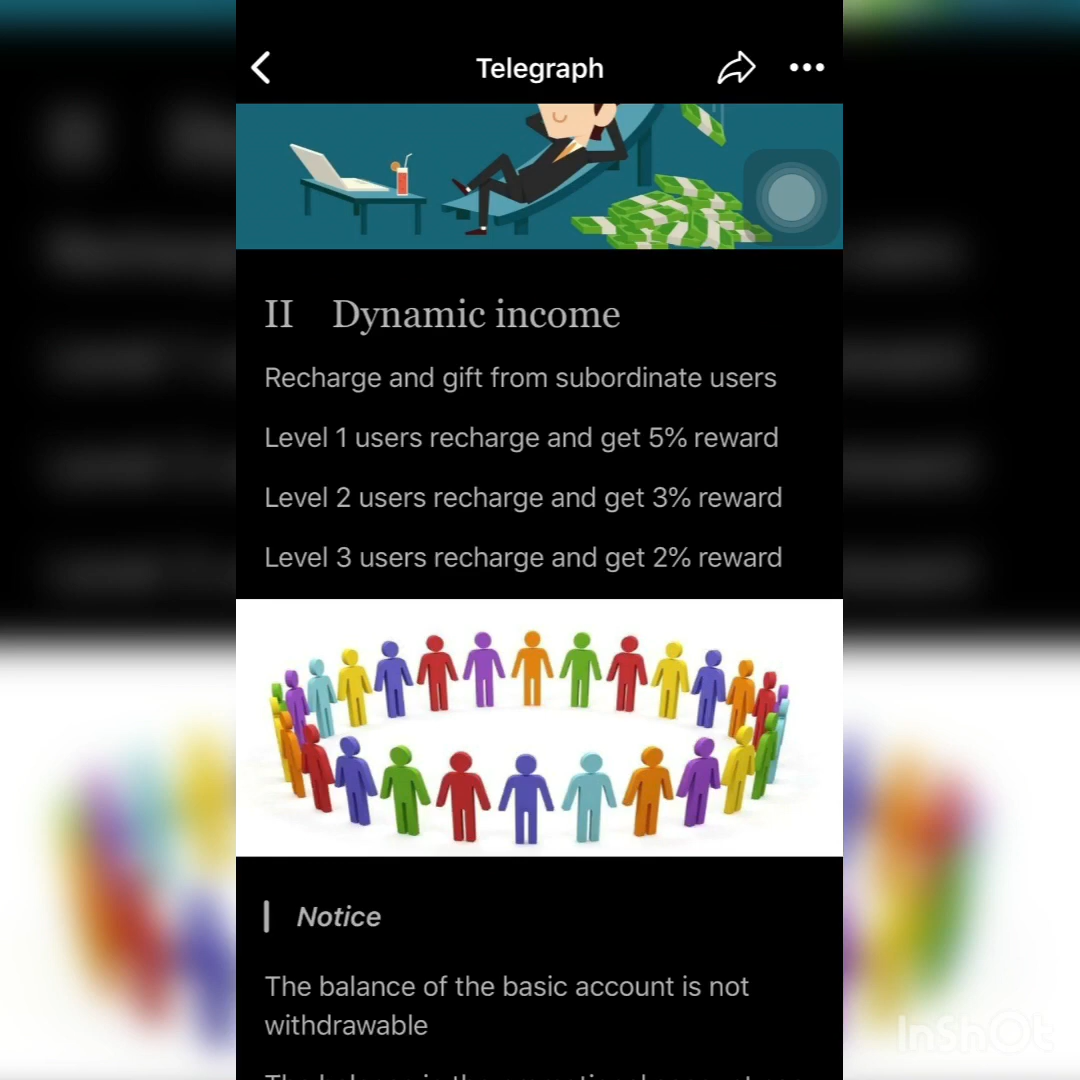 Telegraph
II Dynamic income
Recharge and gift from subordinate users
Level 1 users recharge and get 5% reward
Level 2 users recharge and get 3% reward
Level 3 users recharge and get 2% reward
Notice
The balance of the basic account is not
withdrawable
InShOt